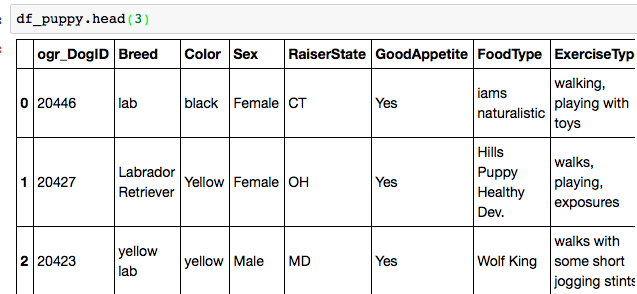 df_puppy.head(3)
ogr_DogID Breed Color Sex RaiserState GoodAppetite FoodType ExerciseTyp
0 20446 lab black Female CT Yes iams naturalistic walking, playing with toys
1 20427 Labrador Retriever Yellow Female OH Yes Hills Puppy Healthy Dev. walks, playing, exposures
2 20423 yellow lab yellow Male MD Yes Wolf King walks with some short jogging stints